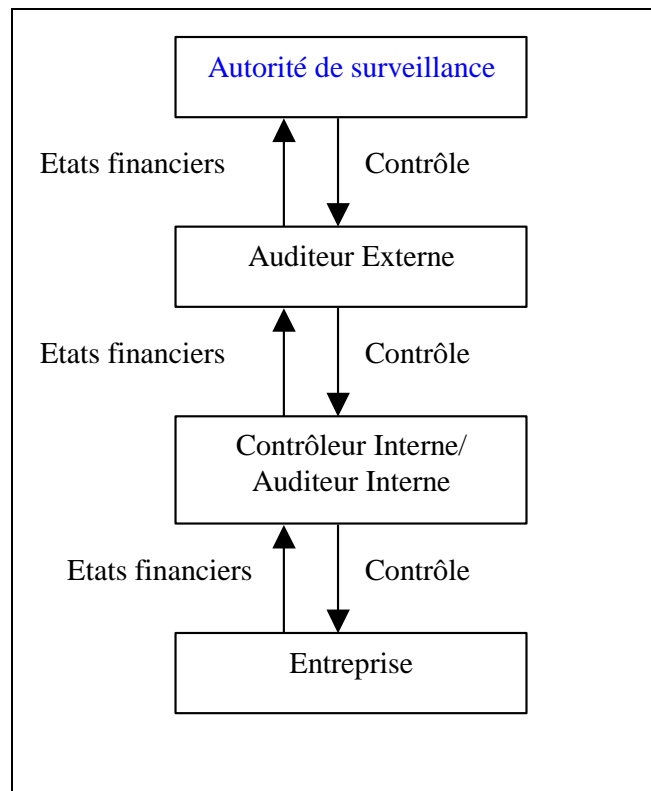 Autorité de surveillance
Etats financiers
Contrôle
Auditeur Externe
Etats financiers
Contrôle
Contrôleur Interne/
Auditeur Interne
Etats financiers
Contrôle
Entreprise